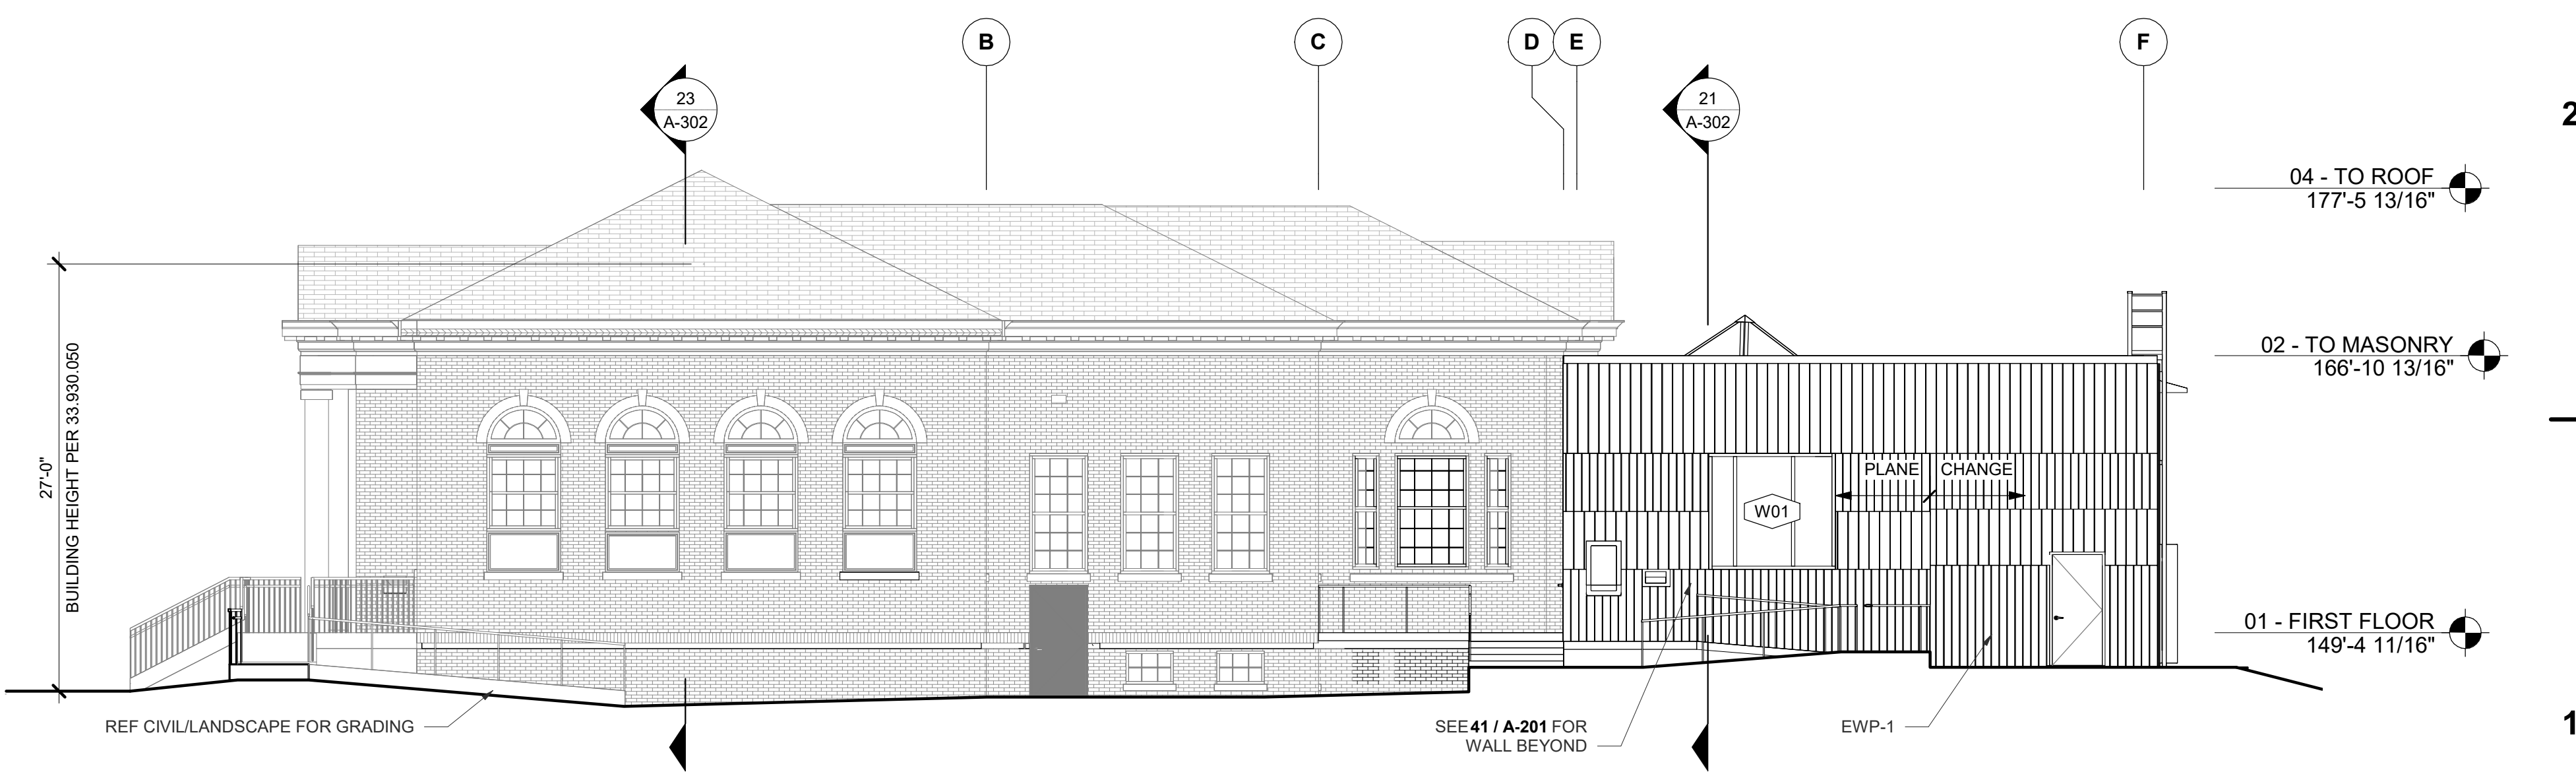 B
C
D
E
F
23
A-302
21
A-302
2
04 - TO ROOF
177'-5 13/16"
02 - TO MASONRY
166'-10 13/16"
27'-0"
BUILDING HEIGHT PER 33.930.050
PLANE CHANGE
W01
01 - FIRST FLOOR
149'-4 11/16"
REF CIVIL/LANDSCAPE FOR GRADING
SEE 41 / A-201 FOR
WALL BEYOND
EWP-1
1